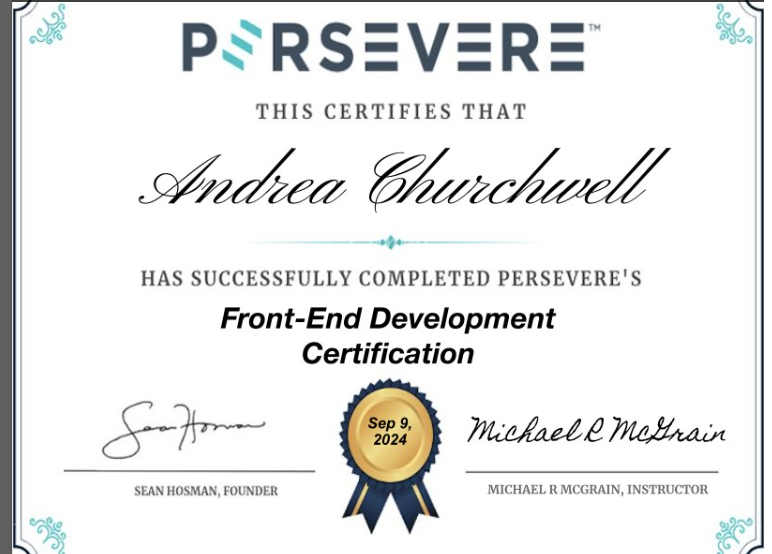 PERSEVERE™
THIS CERTIFIES THAT
Andrea Churchwell
HAS SUCCESSFULLY COMPLETED PERSEVERE'S
Front-End Development
Certification
Sep 9,
2024
Sean Hosman
Michael R McGrain
SEAN HOSMAN, FOUNDER
MICHAEL R MCGRAIN, INSTRUCTOR